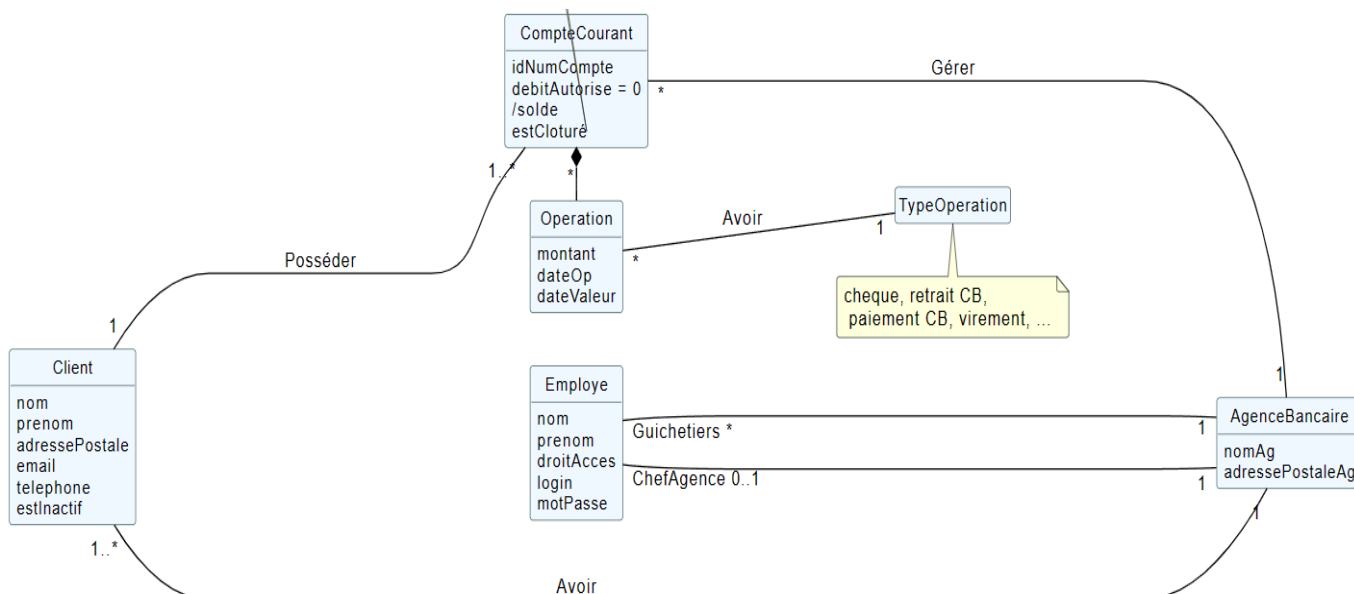 CompteCourant
idNumCompte
debitAutorise = 0
/solde
estCloturé
Gérer
*
1..*
*
Operation
montant
dateOp
dateValeur
Avoir
*
1
TypeOperation
cheque, retrait CB,
paiement CB, virement, ...
Posséder
1
Client
nom
prenom
adressePostale
email
telephone
estInactif
1..*
Employe
nom
prenom
droitAcces
login
motPasse
Guichetiers *
1
ChefAgence 0..1
1
1
AgenceBancaire
nomAg
adressePostaleAg
1
Avoir